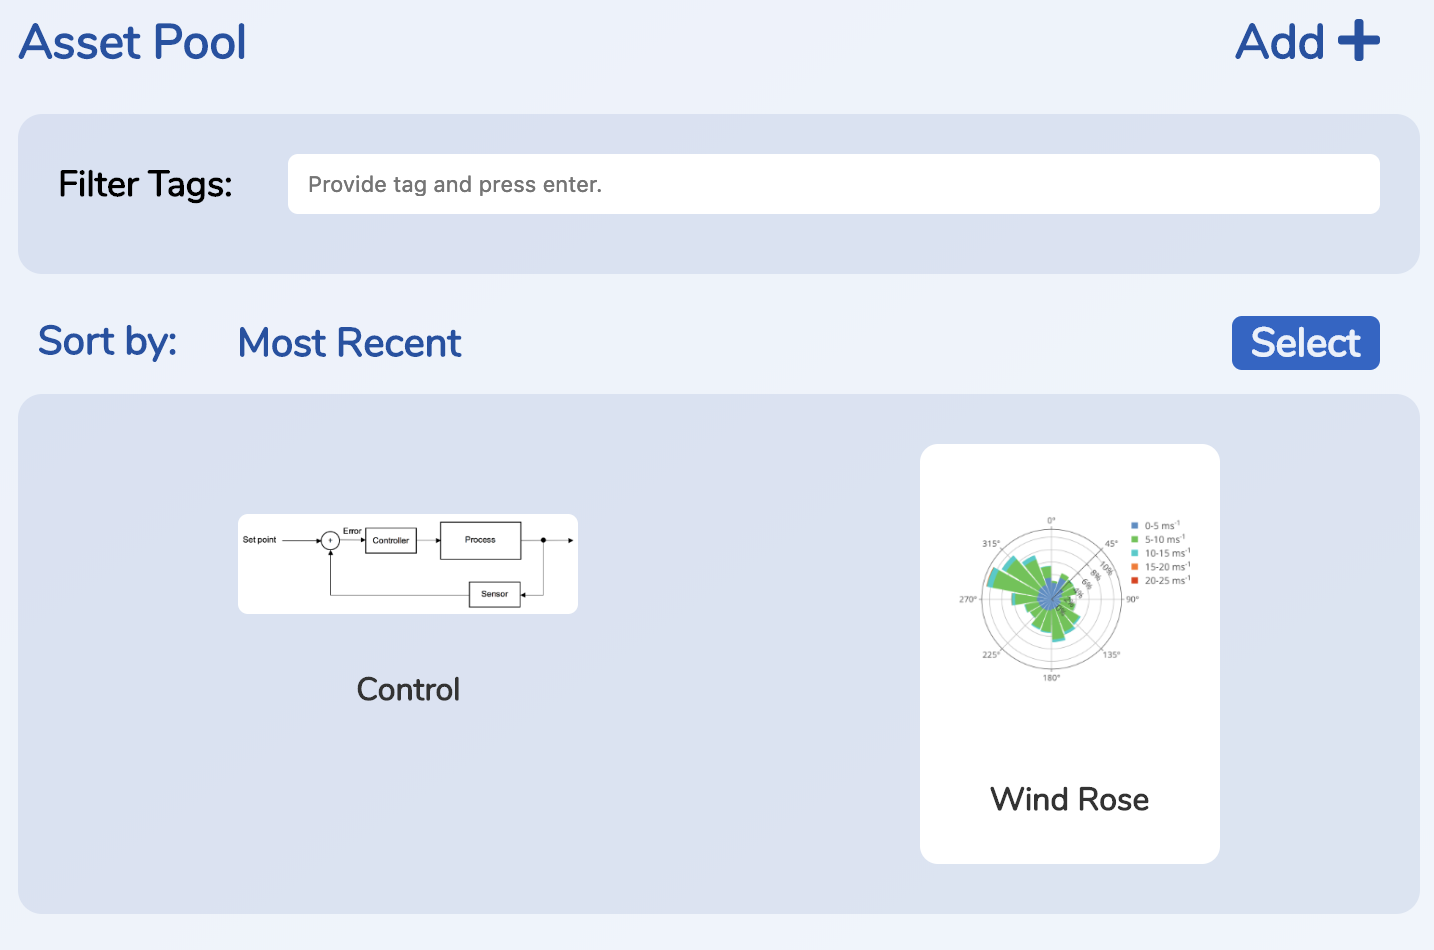 Asset Pool
Add
Filter Tags:
Provide tag and press enter.
Sort by:
Most Recent
Select
Set point
+
Error
Controller
Process
Sensor
Control
0°
45°
90°
135°
180°
225°
270°
315°
0%
2%
4%
6%
8%
10%
0-5 ms⁻¹
5-10 ms⁻¹
10-15 ms⁻¹
15-20 ms⁻¹
20-25 ms⁻¹
Wind Rose